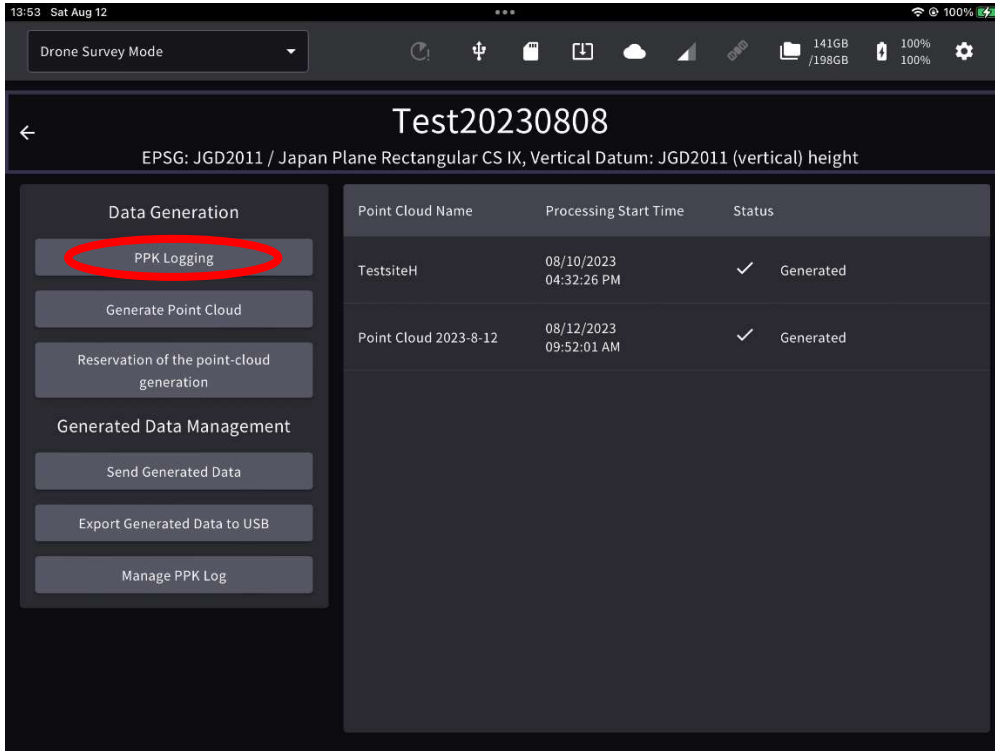 13:53 Sat Aug 12
100%
Drone Survey Mode
141GB
/198GB
100%
100%
Test20230808
EPSG: JGD2011 / Japan Plane Rectangular CS IX, Vertical Datum: JGD2011 (vertical) height
Data Generation
PPK Logging
Generate Point Cloud
Reservation of the point-cloud
generation
Generated Data Management
Send Generated Data
Export Generated Data to USB
Manage PPK Log
Point Cloud Name Processing Start Time Status
TestsiteH 08/10/2023
04:32:26 PM Generated
Point Cloud 2023-8-12 08/12/2023
09:52:01 AM Generated